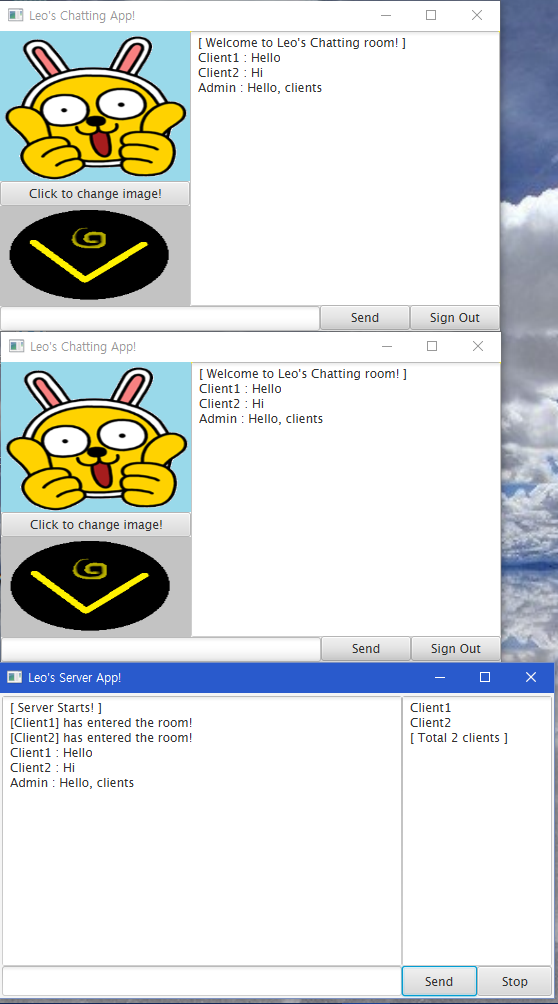 Leo's Chatting App!
[ Welcome to Leo's Chatting room! ]
Client1 : Hello
Client2 : Hi
Admin : Hello, clients
Click to change image!
G
Send
Sign Out
Leo's Chatting App!
[ Welcome to Leo's Chatting room! ]
Client1 : Hello
Client2 : Hi
Admin : Hello, clients
Click to change image!
G
Send
Sign Out
Leo's Server App!
[ Server Starts! ]
[Client1] has entered the room!
[Client2] has entered the room!
Client1 : Hello
Client2 : Hi
Admin : Hello, clients
Client1
Client2
[ Total 2 clients ]
Send
Stop